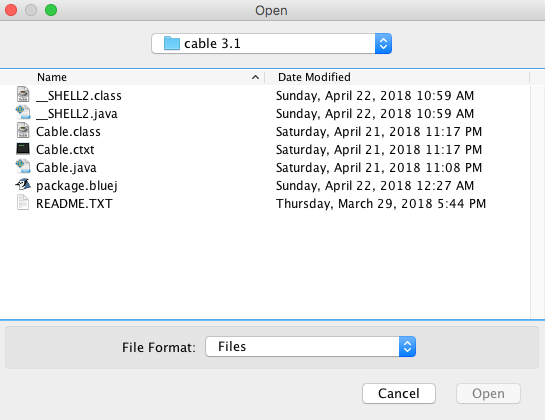 Open
cable 3.1
Name Date Modified
__SHELL2.class Sunday, April 22, 2018 10:59 AM
__SHELL2.java Sunday, April 22, 2018 10:59 AM
Cable.class Saturday, April 21, 2018 11:17 PM
Cable.ctxt Saturday, April 21, 2018 11:17 PM
Cable.java Saturday, April 21, 2018 11:08 PM
package.bluej Sunday, April 22, 2018 12:27 AM
README.TXT Thursday, March 29, 2018 5:44 PM
File Format: Files
Cancel Open